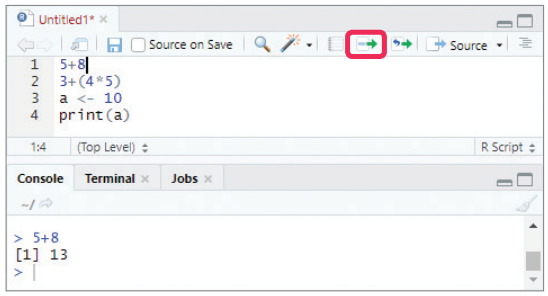 Untitled1* ×
Source on Save Source
1 5+8
2 3+(4*5)
3 a <- 10
4 print(a)
1:4 (Top Level) R Script
Console Terminal × Jobs ×
~/
> 5+8
[1] 13
>